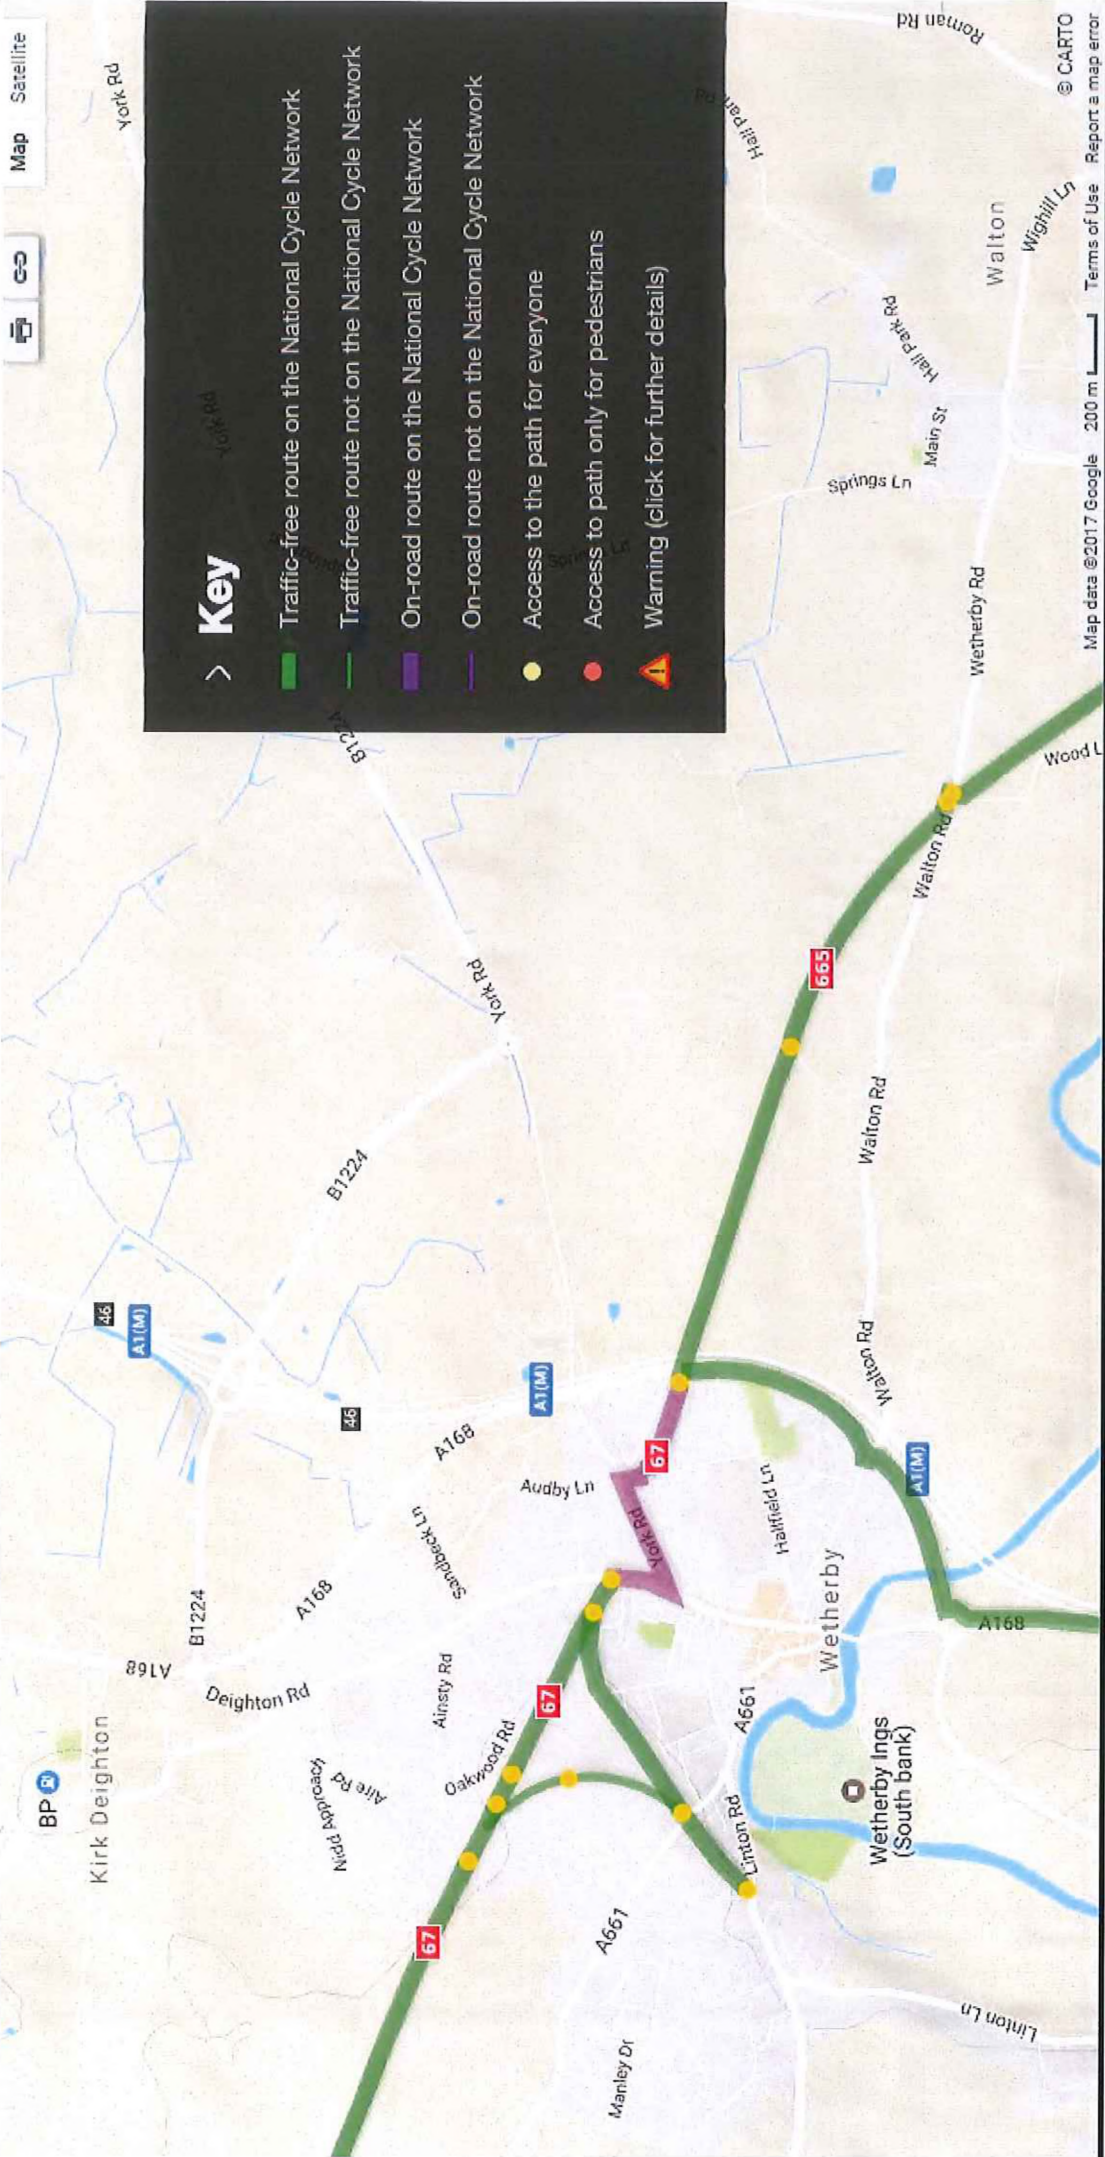 Map Satellite
York Rd
York Rd
> Key
Traffic-free route on the National Cycle Network
Traffic-free route not on the National Cycle Network
On-road route on the National Cycle Network
On-road route not on the National Cycle Network
Access to the path for everyone
Access to path only for pedestrians
Warning (click for further details)
Springs Ln
Hall Park Rd
Roman Rd
BP
Kirk Deighton
A168
B1224
Deighton Rd
A168
46
A1(M)
46
A168
A1(M)
B1224
B1224
York Rd
Nidd Approach
Aire Rd
Ainsty Rd
Sandbeck Ln
Audby Ln
Oakwood Rd
67
67
67
York Rd
665
Hallfield Ln
Walton Rd
Walton Rd
Walton Rd
A1(M)
Wetherby
A661
A661
Linton Rd
Manley Dr
Linton Ln
Wetherby Ings
(South bank)
A168
Springs Ln
Main St
Hall Park Rd
Walton
Wighill Ln
Wetherby Rd
Wood L
© CARTO
Map data ©2017 Google 200 m Terms of Use Report a map error